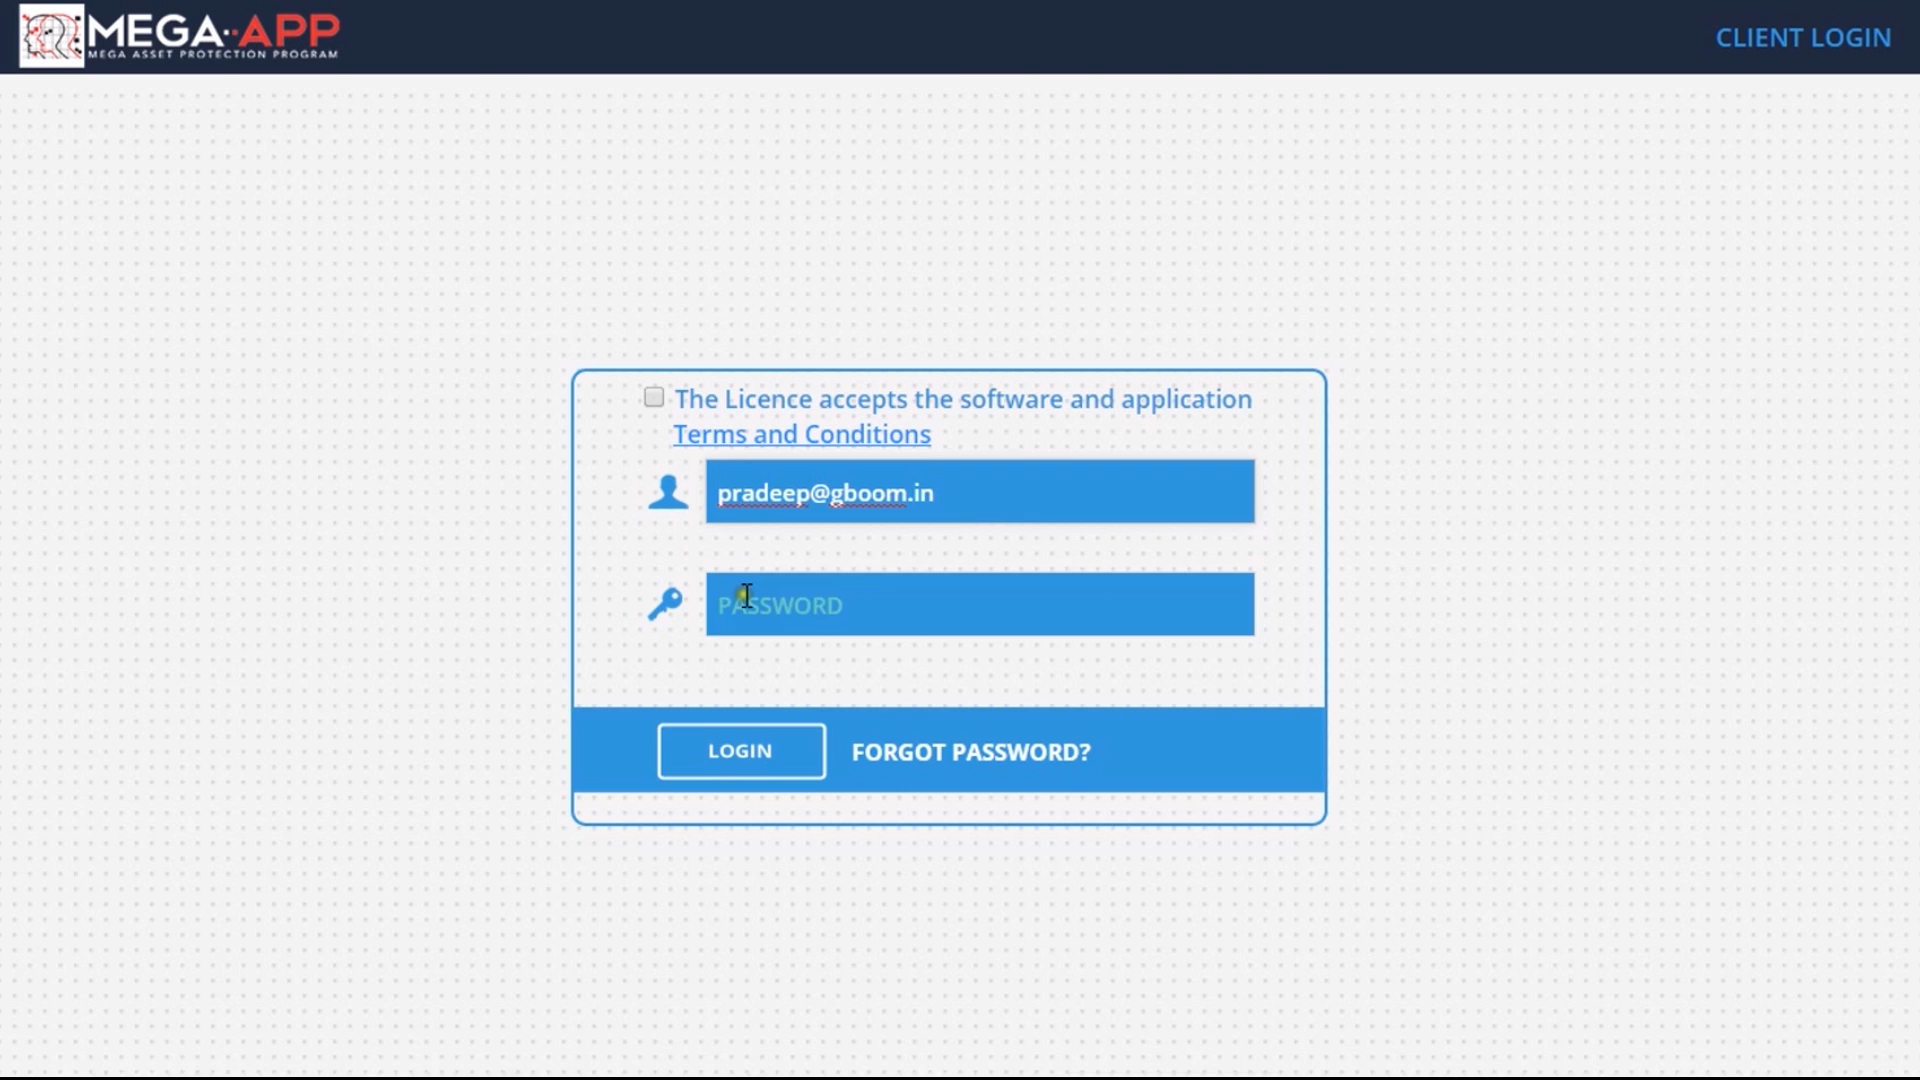 MEGA··APP
MEGA ASSET PROTECTION PROGRAM
CLIENT LOGIN
The Licence accepts the software and application
Terms and Conditions
pradeep@gboom.in
PASSWORD
LOGIN
FORGOT PASSWORD?